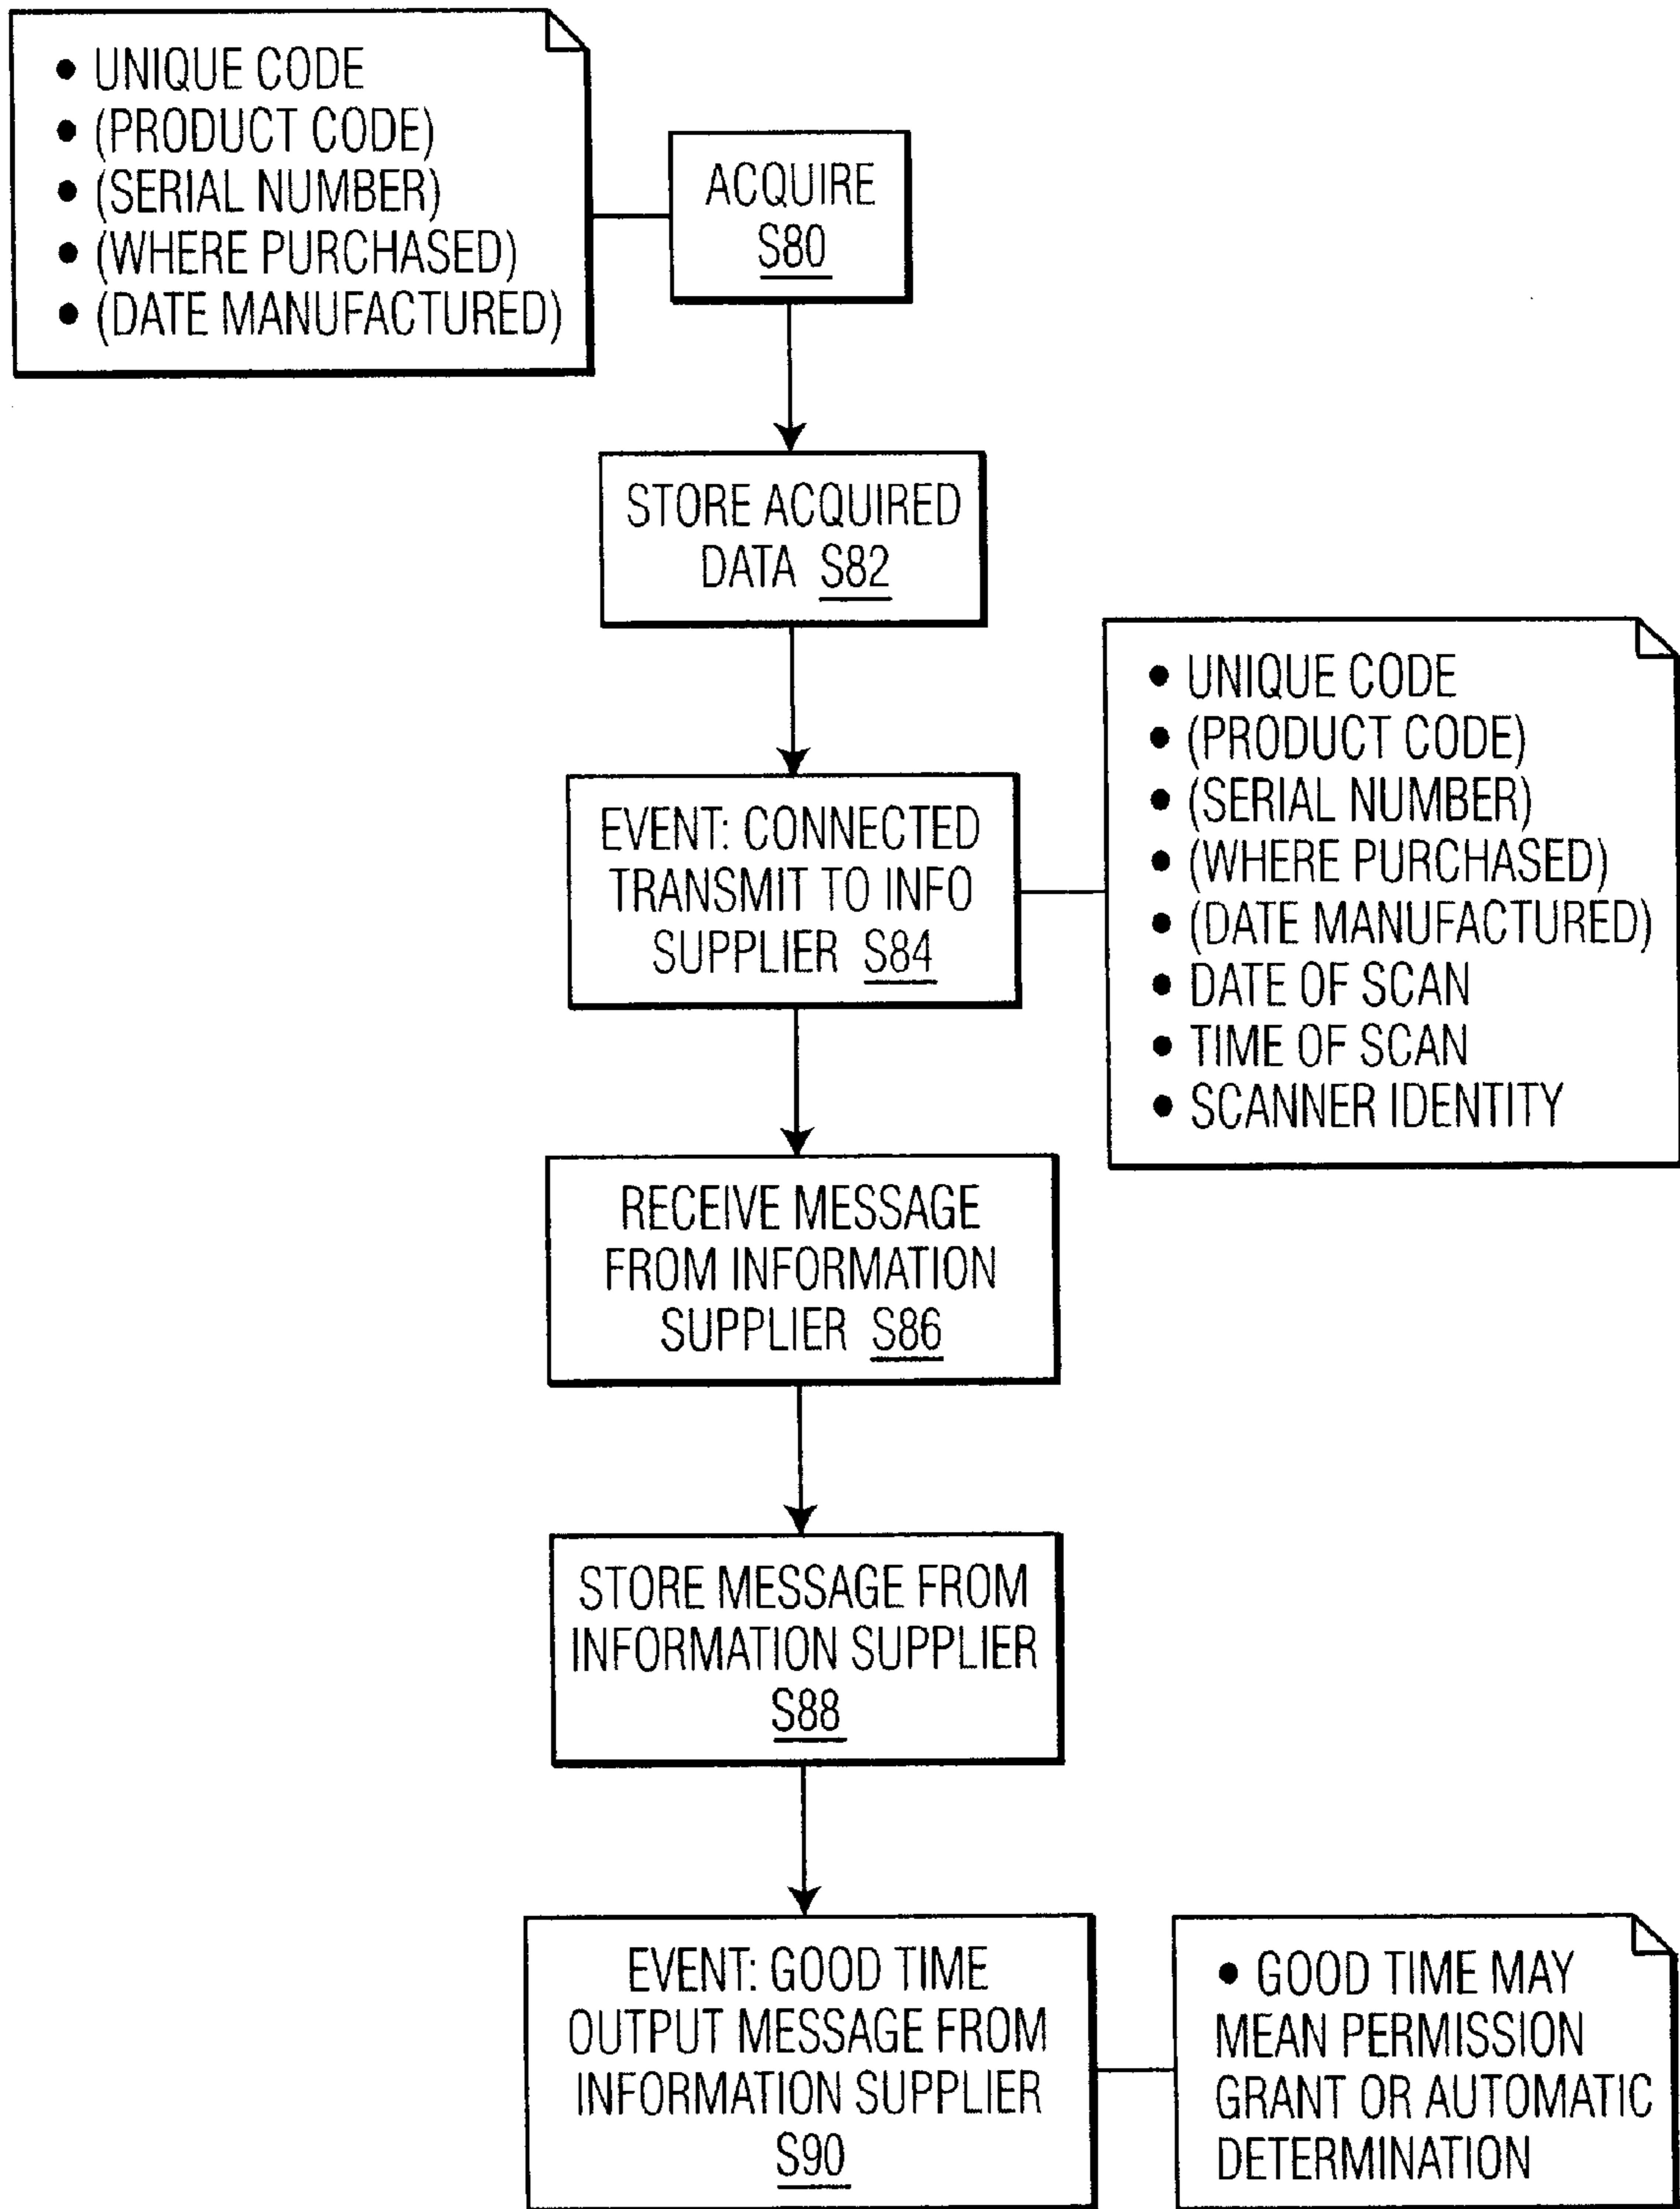 • UNIQUE CODE
• (PRODUCT CODE)
• (SERIAL NUMBER)
• (WHERE PURCHASED)
• (DATE MANUFACTURED)
ACQUIRE
S80
STORE ACQUIRED
DATA S82
EVENT: CONNECTED
TRANSMIT TO INFO
SUPPLIER S84
• UNIQUE CODE
• (PRODUCT CODE)
• (SERIAL NUMBER)
• (WHERE PURCHASED)
• (DATE MANUFACTURED)
• DATE OF SCAN
• TIME OF SCAN
• SCANNER IDENTITY
RECEIVE MESSAGE
FROM INFORMATION
SUPPLIER S86
STORE MESSAGE FROM
INFORMATION SUPPLIER
S88
EVENT: GOOD TIME
OUTPUT MESSAGE FROM
INFORMATION SUPPLIER
S90
• GOOD TIME MAY
MEAN PERMISSION
GRANT OR AUTOMATIC
DETERMINATION